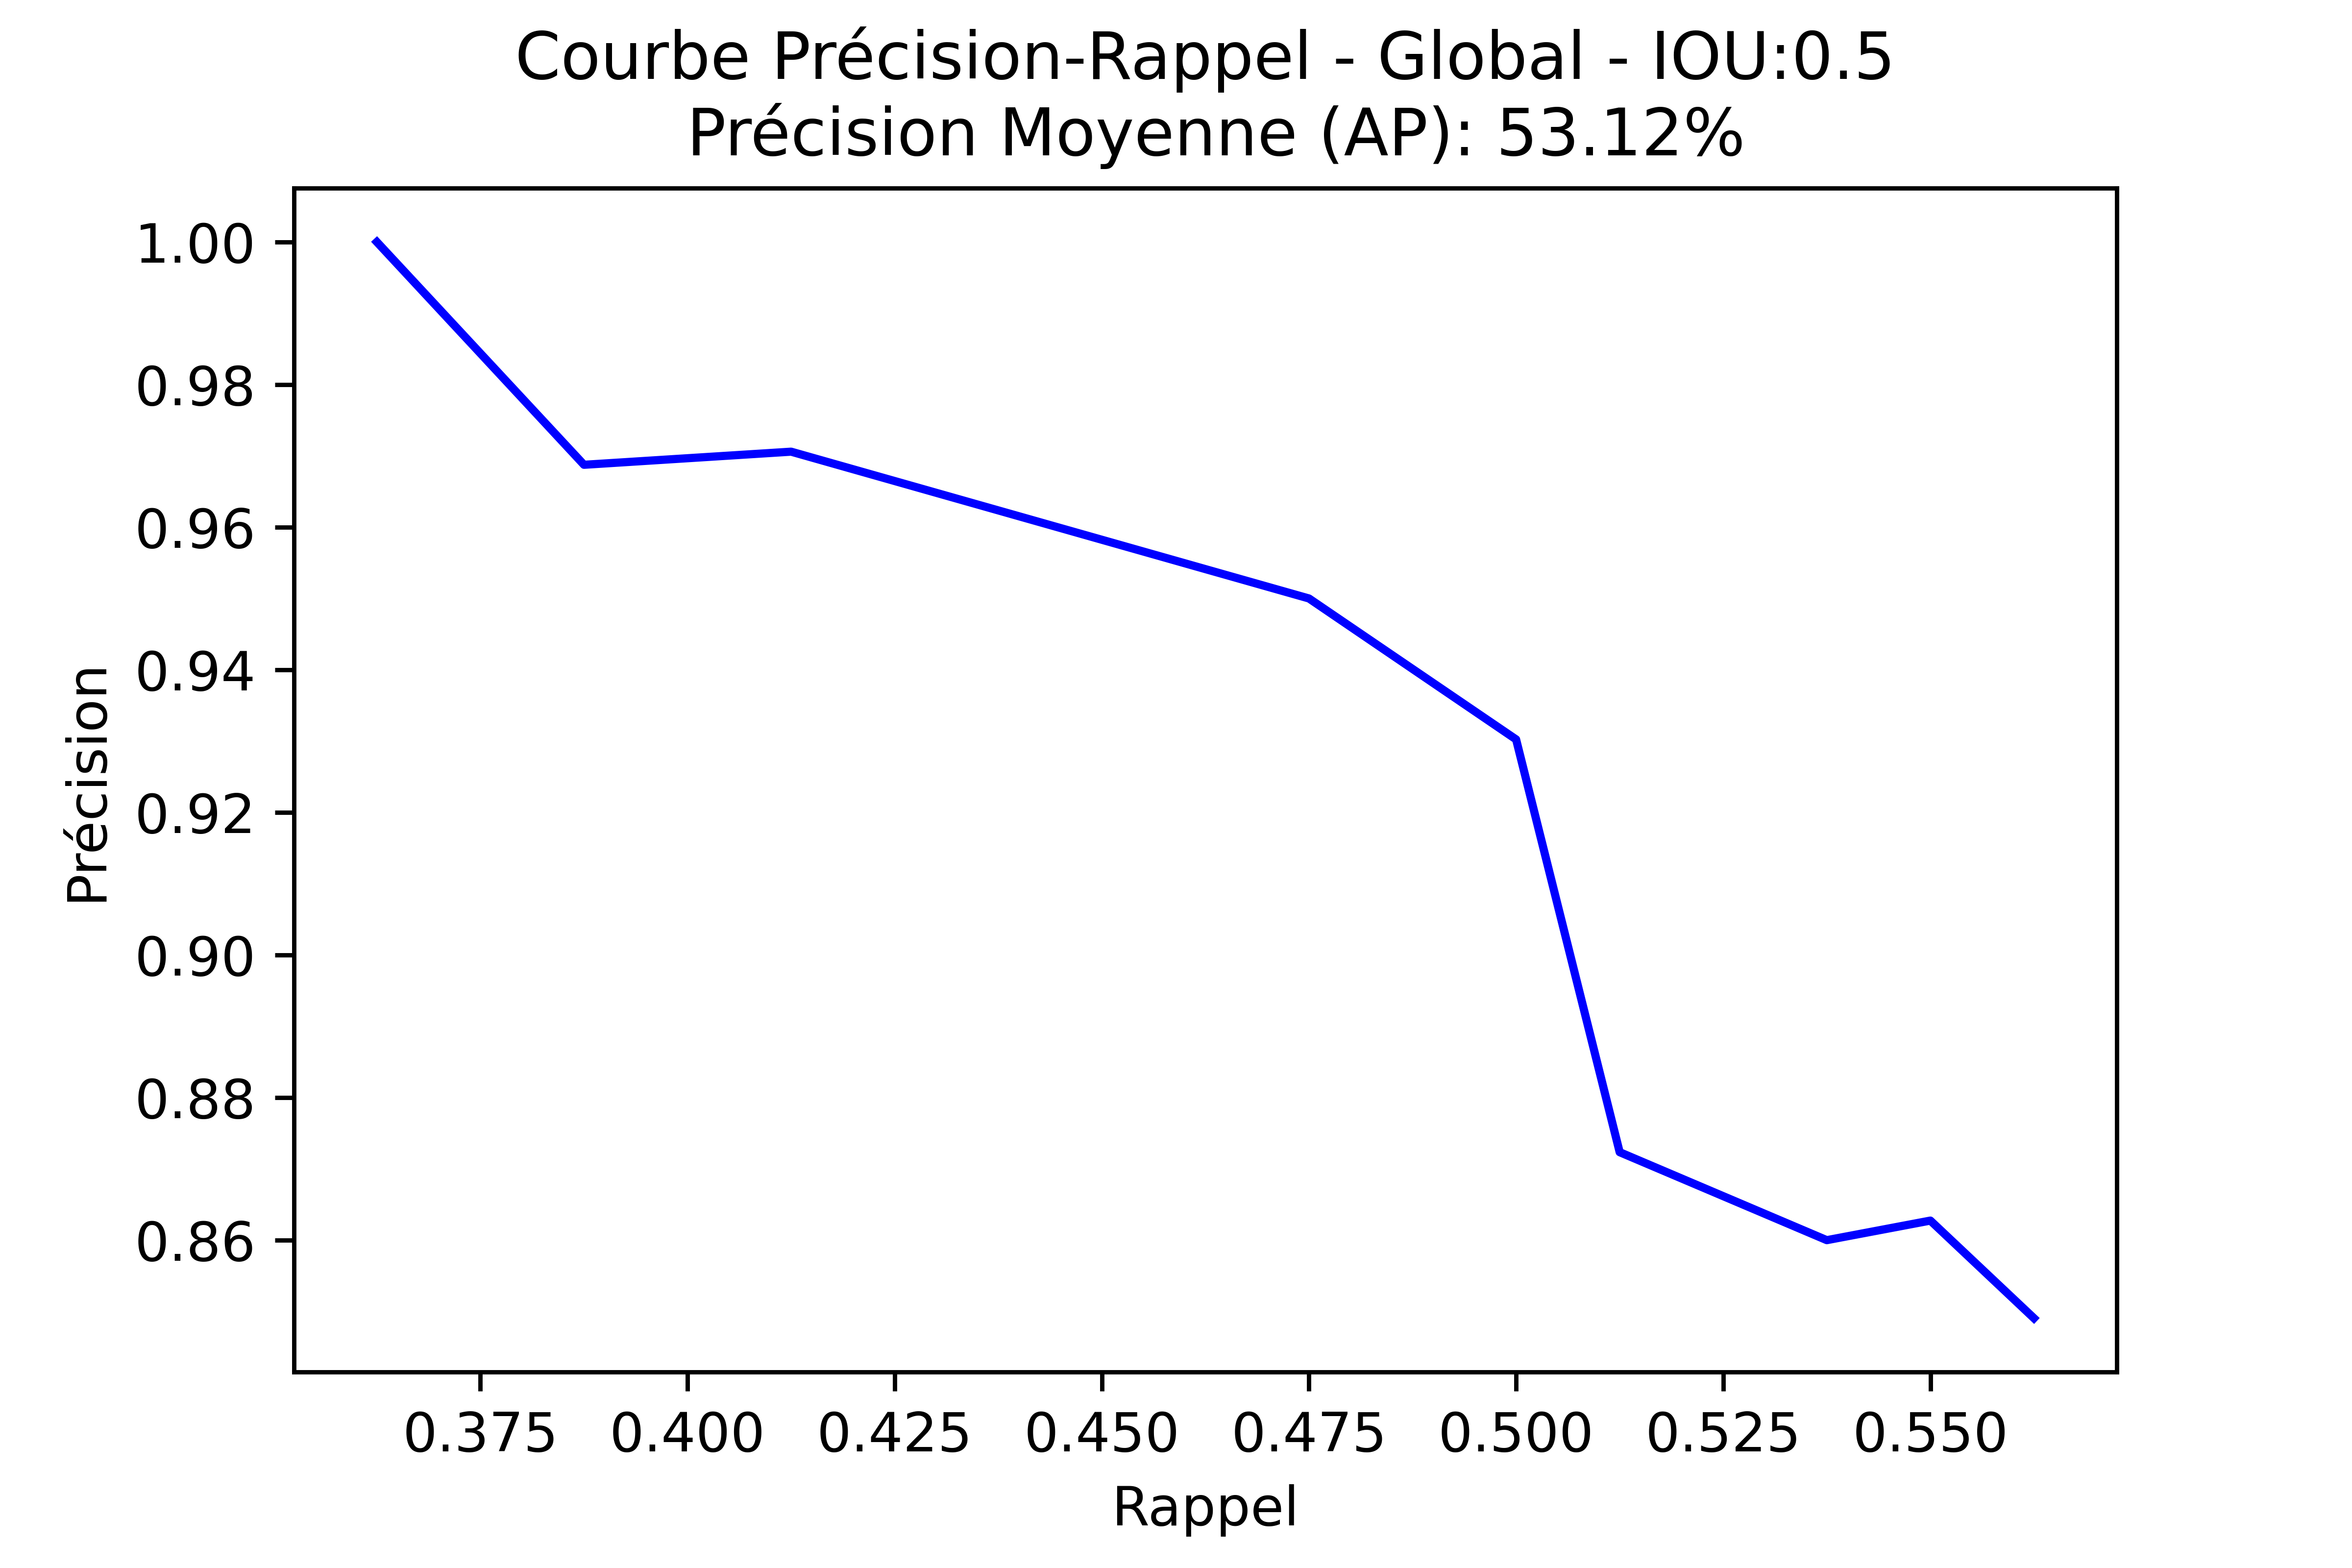 Courbe Précision-Rappel - Global - IOU:0.5
Précision Moyenne (AP): 53.12%
1.00
0.98
0.96
0.94
0.92
0.90
0.88
0.86
Précision
0.375 0.400 0.425 0.450 0.475 0.500 0.525 0.550
Rappel